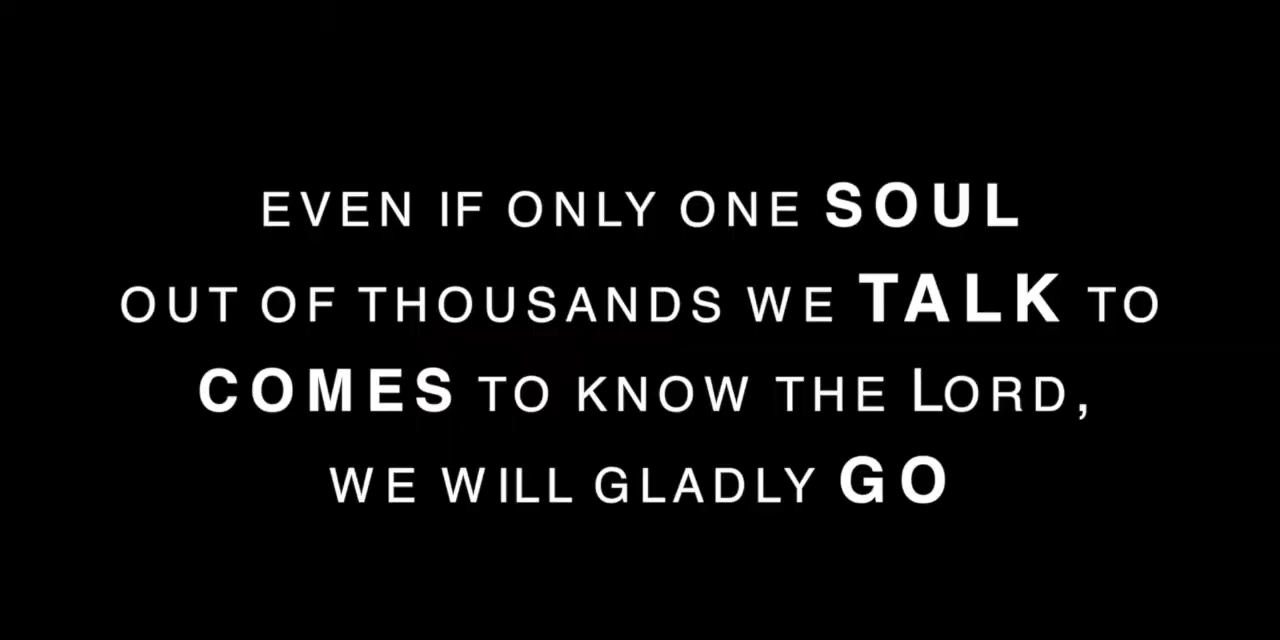 EVEN IF ONLY ONE SOUL
OUT OF THOUSANDS WE TALK TO
COMES TO KNOW THE LORD,
WE WILL GLADLY GO